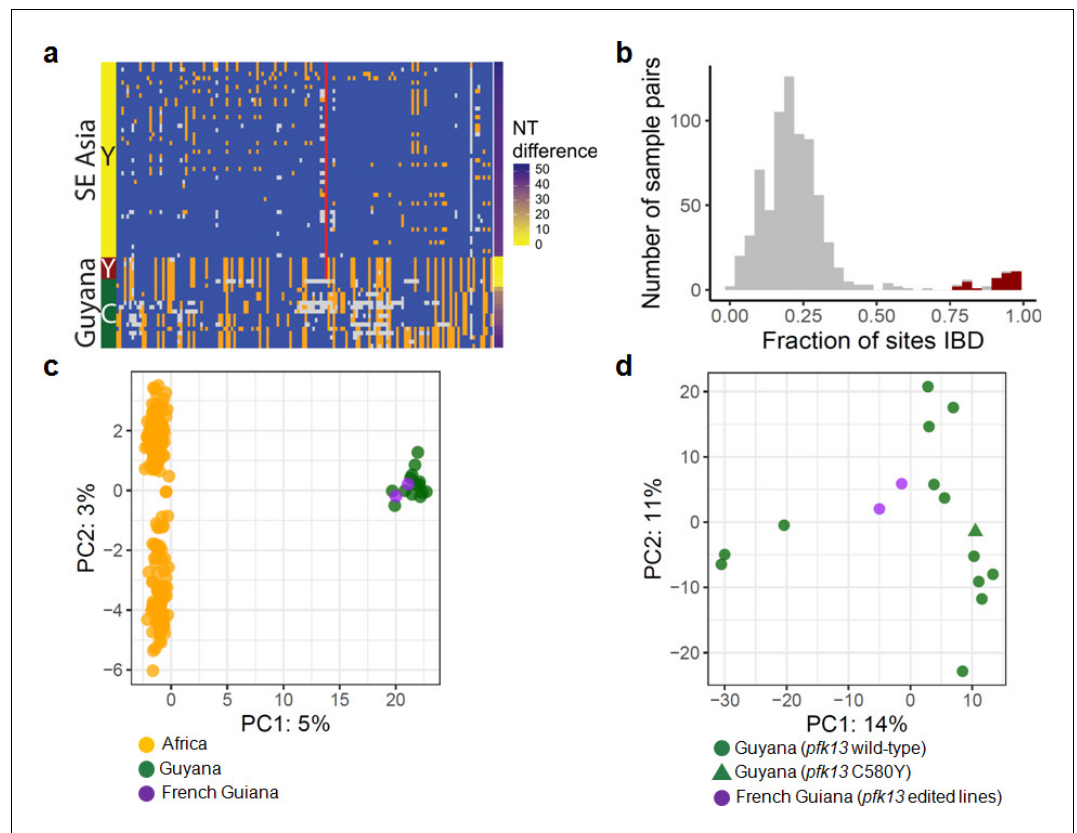 a
SE Asia
Y
Guyana
Y
C
NT
difference
50
40
30
20
10
0
b
Number of sample pairs
100
50
0
0.00 0.25 0.50 0.75 1.00
Fraction of sites IBD
c
PC2: 3%
2
0
−2
−4
−6
0 5 10 15 20
PC1: 5%
Africa
Guyana
French Guiana
d
PC2: 11%
20
10
0
−10
−20
−30 −20 −10 0 10
PC1: 14%
Guyana (pfk13 wild-type)
Guyana (pfk13 C580Y)
French Guiana (pfk13 edited lines)